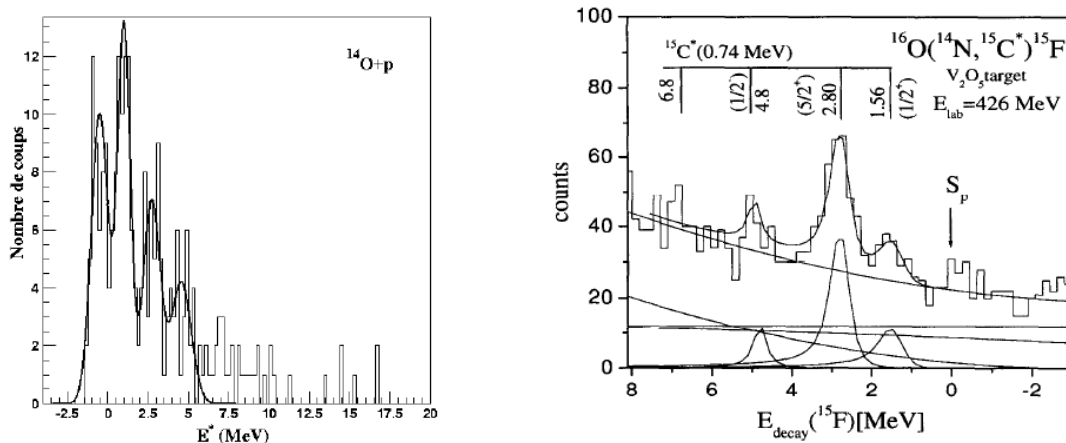 ¹⁴O+p
Nombre de coups
12
10
8
6
4
2
0
-2.5 0 2.5 5 7.5 10 12.5 15 17.5 20
E* (MeV)
¹⁶O(¹⁴N,¹⁵C*)¹⁵F
V₂O₅target
E_lab=426 MeV
¹⁵C*(0.74 MeV)
6.8
(1/2⁻)
4.8
(5/2⁺)
2.80
1.56
(1/2⁺)
S_p
counts
100
80
60
40
20
0
8 6 4 2 0 -2
E_decay(¹⁵F)[MeV]